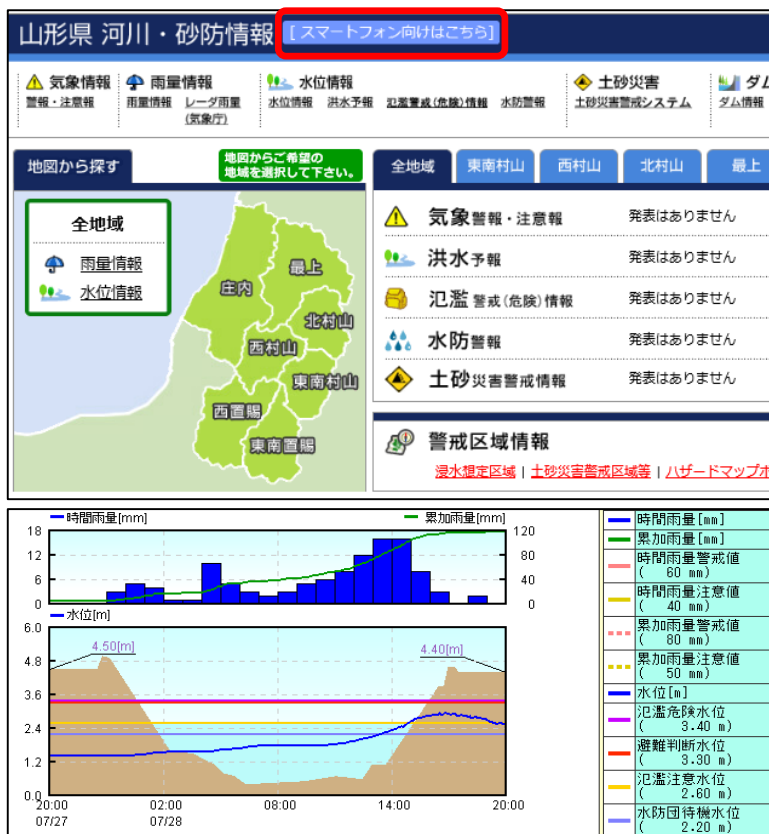 山形県 河川・砂防情報 [スマートフォン向けはこちら]
気象情報 雨量情報 水位情報 土砂災害 ダム
警報・注意報 雨量情報 レーダ雨量 水位情報 洪水予報 氾濫警戒(危険)情報 水防警報 土砂災害警戒システム ダム情報
(気象庁)
地図から探す
地図からご希望の
地域を選択して下さい。
全地域
雨量情報
水位情報
庄内
最上
北村山
西村山
東南村山
西置賜
東南置賜
全地域 東南村山 西村山 北村山 最上
気象警報・注意報 発表はありません
洪水予報 発表はありません
氾濫警戒(危険)情報 発表はありません
水防警報 発表はありません
土砂災害警戒情報 発表はありません
警戒区域情報
浸水想定区域 | 土砂災害警戒区域等 | ハザードマップポ
時間雨量[mm] 累加雨量[mm]
18 120
12 80
6 40
0 0
水位[m]
6.0
4.8
3.6
2.4
1.2
0.0
4.50[m] 4.40[m]
20:00 02:00 08:00 14:00 20:00
07/27 07/28
時間雨量[mm]
累加雨量[mm]
時間雨量警戒値
( 60 mm)
時間雨量注意値
( 40 mm)
累加雨量警戒値
( 80 mm)
累加雨量注意値
( 50 mm)
水位[m]
氾濫危険水位
( 3.40 m)
避難判断水位
( 3.30 m)
氾濫注意水位
( 2.60 m)
水防団待機水位
( 2.20 m)